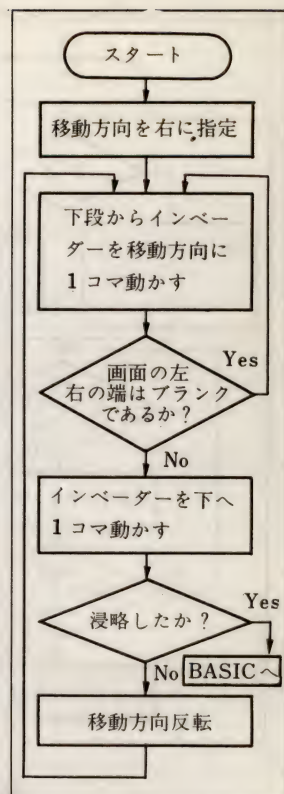 スタート
移動方向を右に指定
下段からインベー
ダーを移動方向に
1コマ動かす
画面の左
右の端はブランク
であるか?
Yes
No
インベーダーを下へ
1コマ動かす
浸略したか?
Yes
No
BASICへ
移動方向反転